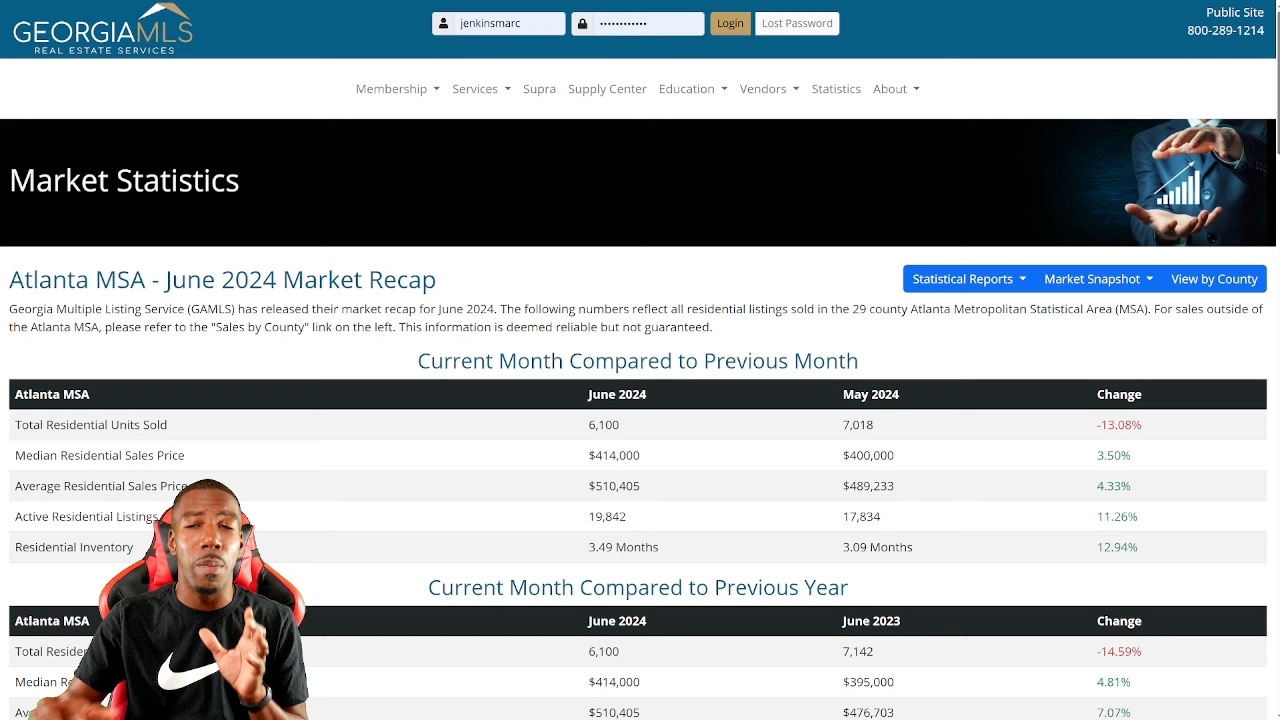 GEORGIAMLS
REAL ESTATE SERVICES
jenkinsmarc
••••••••••••
Login
Lost Password
Public Site
800-289-1214
Membership
Services
Supra
Supply Center
Education
Vendors
Statistics
About
Market Statistics
Atlanta MSA - June 2024 Market Recap
Statistical Reports
Market Snapshot
View by County
Georgia Multiple Listing Service (GAMLS) has released their market recap for June 2024. The following numbers reflect all residential listings sold in the 29 county Atlanta Metropolitan Statistical Area (MSA). For sales outside of
the Atlanta MSA, please refer to the "Sales by County" link on the left. This information is deemed reliable but not guaranteed.
Current Month Compared to Previous Month
Atlanta MSA June 2024 May 2024 Change
Total Residential Units Sold 6,100 7,018 -13.08%
Median Residential Sales Price $414,000 $400,000 3.50%
Average Residential Sales Price $510,405 $489,233 4.33%
Active Residential Listings 19,842 17,834 11.26%
Residential Inventory 3.49 Months 3.09 Months 12.94%
Current Month Compared to Previous Year
Atlanta MSA June 2024 June 2023 Change
Total Reside 6,100 7,142 -14.59%
Median Re $414,000 $395,000 4.81%
Av $510,405 $476,703 7.07%